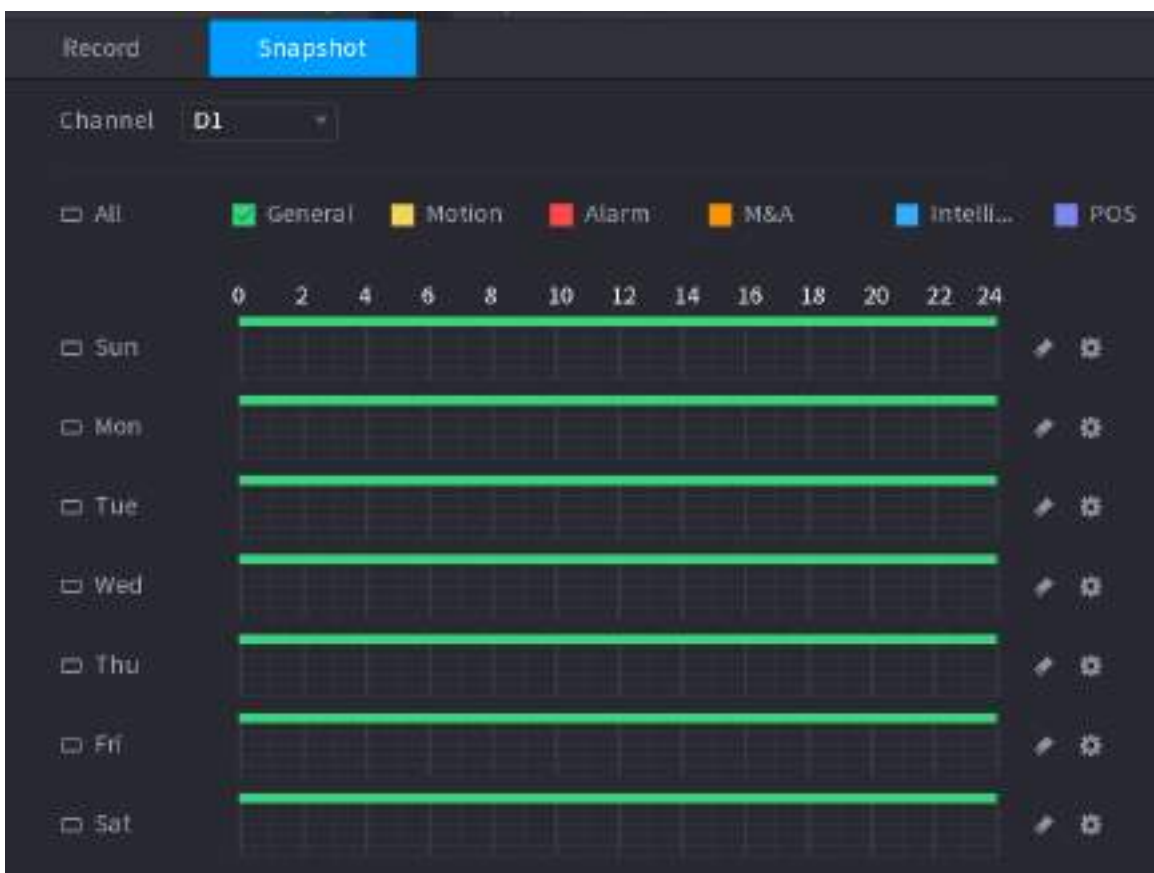 Record Snapshot
Channel D1
All General Motion Alarm M&A Intelli... POS
0 2 4 6 8 10 12 14 16 18 20 22 24
Sun
Mon
Tue
Wed
Thu
Fri
Sat